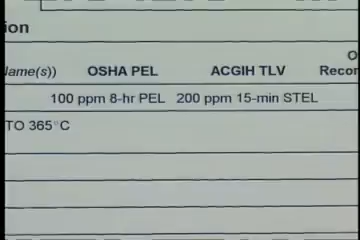 ion
Name(s)) OSHA PEL ACGIH TLV O
Recor
100 ppm 8-hr PEL 200 ppm 15-min STEL
TO 365°C